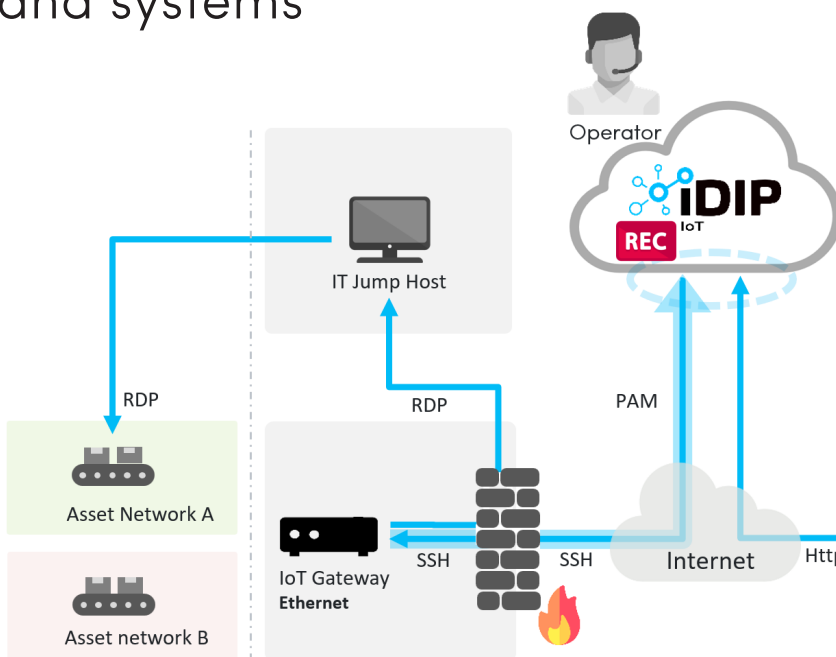 and systems
Operator
iDIP
IoT
REC
IT Jump Host
RDP
RDP
PAM
Asset Network A
SSH
SSH
Internet
Http
IoT Gateway
Ethernet
Asset network B